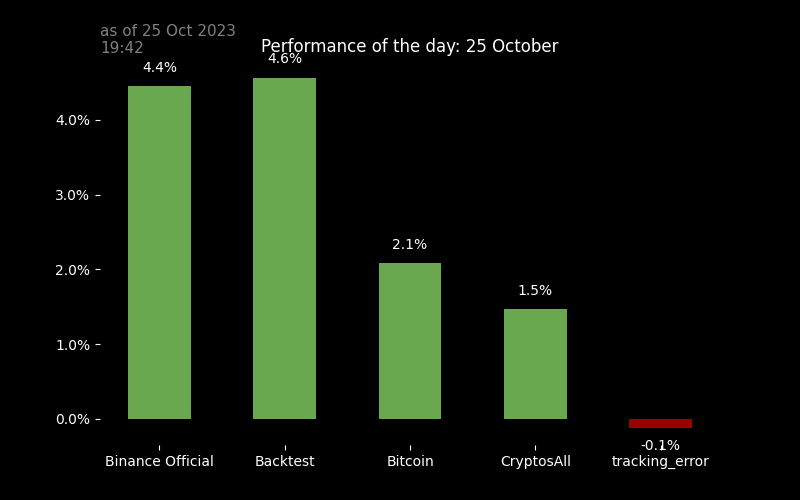 as of 25 Oct 2023
19:42
Performance of the day: 25 October
4.4%
4.6%
2.1%
1.5%
-0.1%
4.0%
3.0%
2.0%
1.0%
0.0%
Binance Official
Backtest
Bitcoin
CryptosAll
tracking_error